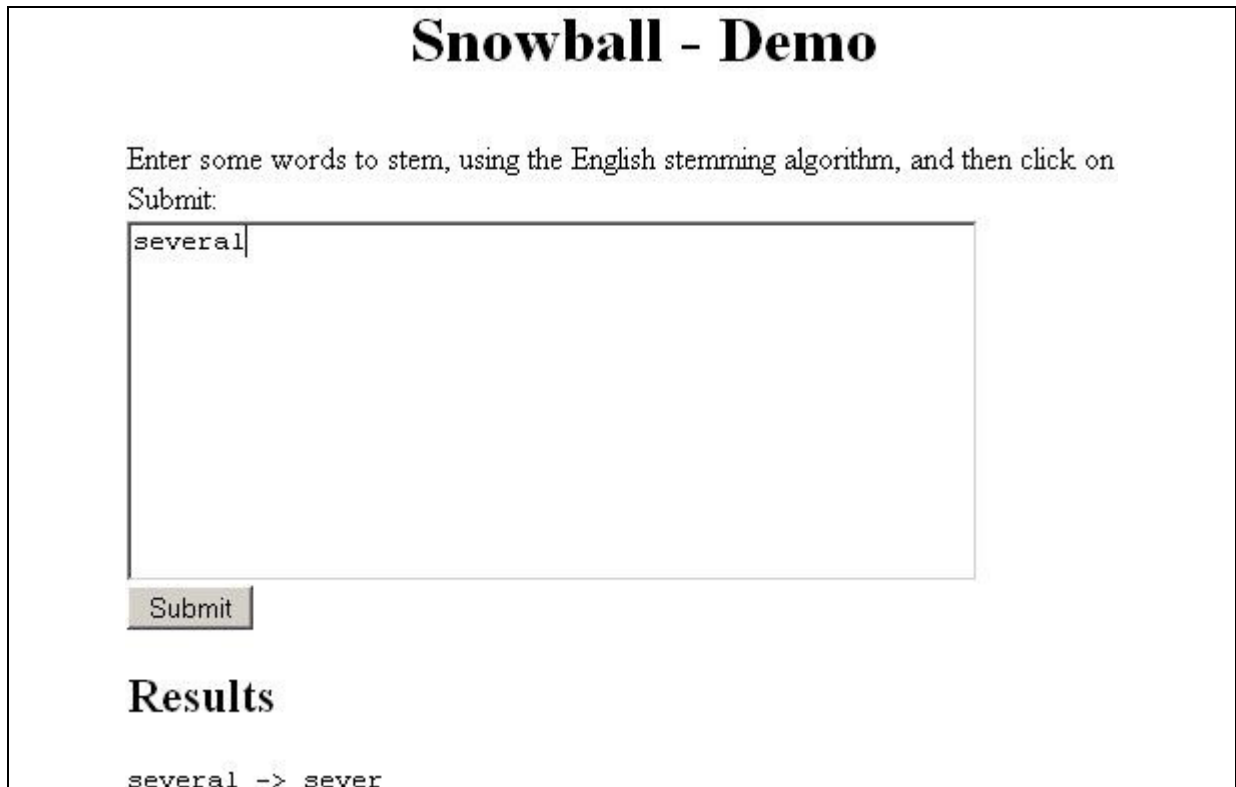 Snowball - Demo
Enter some words to stem, using the English stemming algorithm, and then click on
Submit:
several
Submit
Results
several -> sever